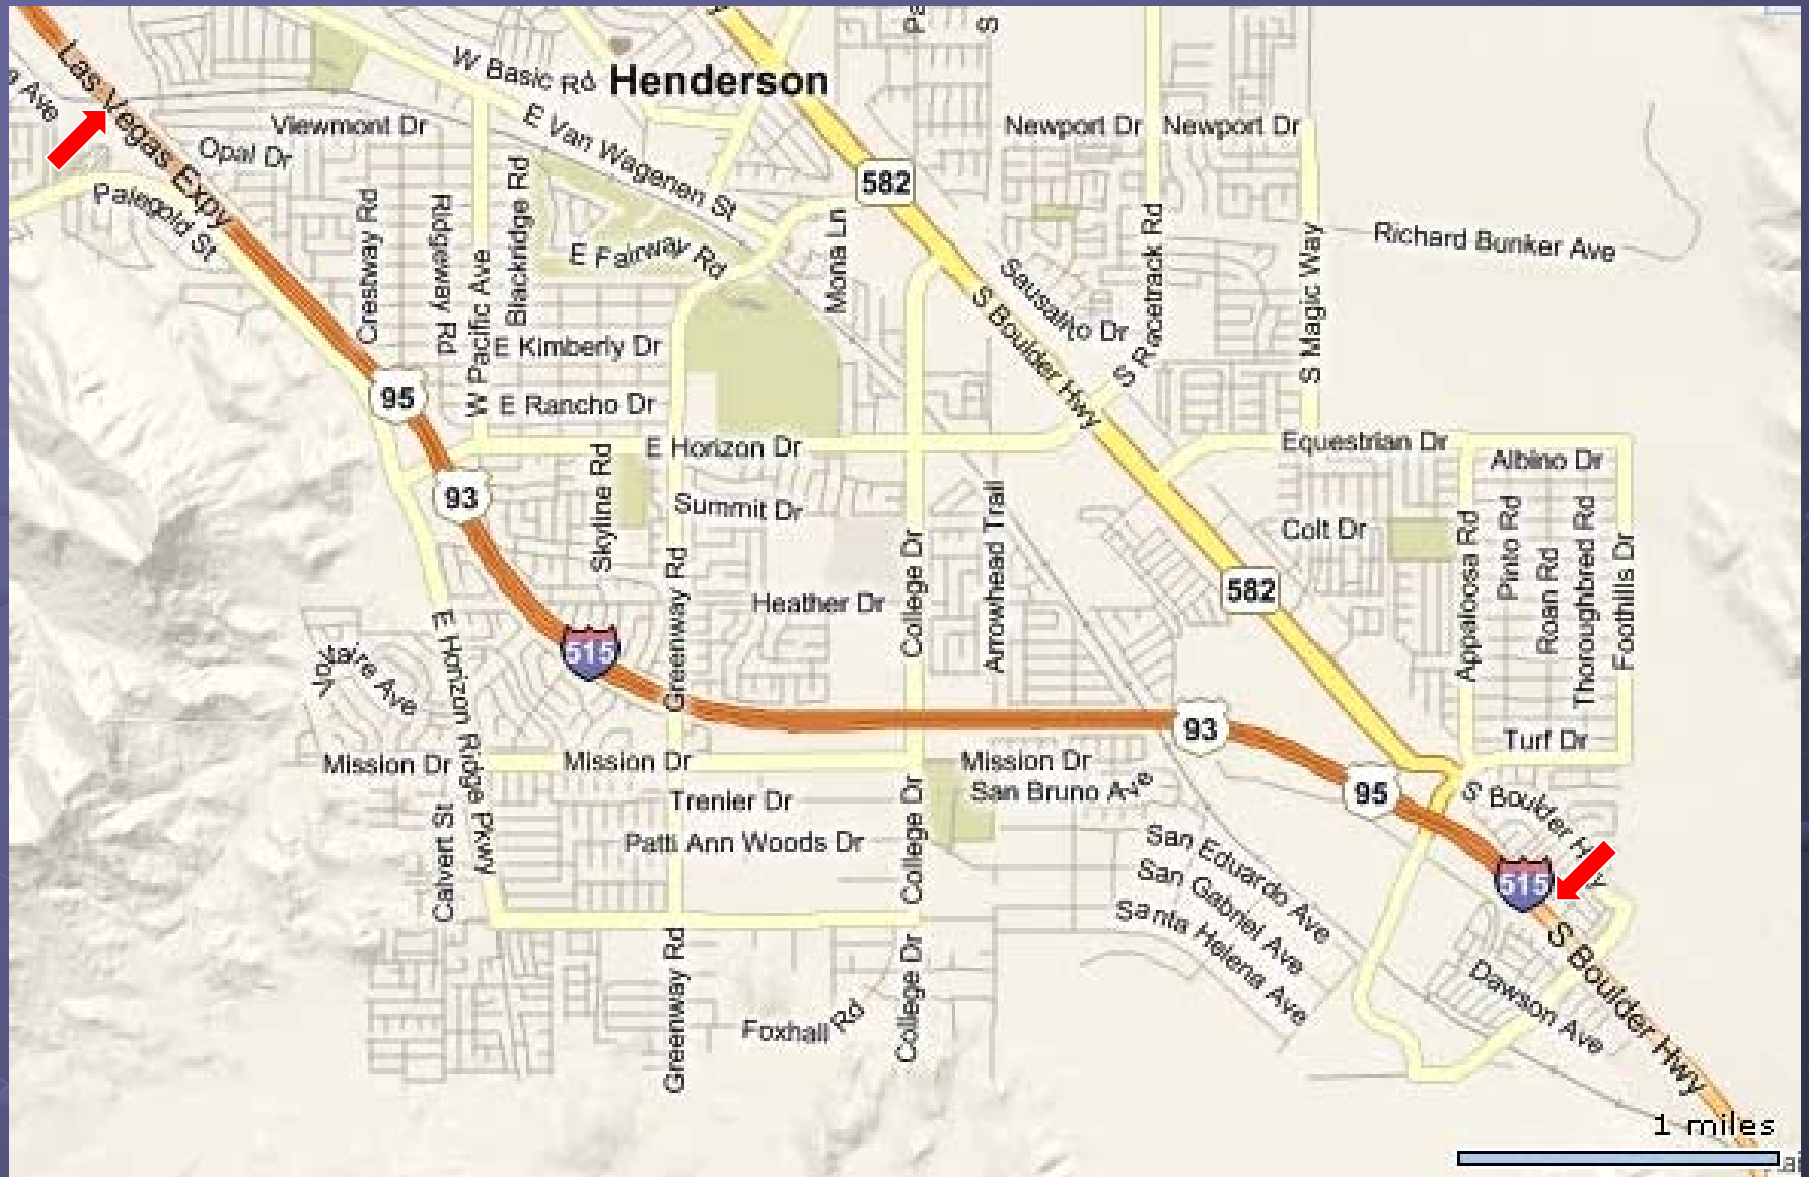 Las Vegas Expy
a Ave
W Basic Rd
Henderson
Pa
S
E Van Wagenen St
Viewmont Dr
Opal Dr
Newport Dr
Newport Dr
582
Palegold St
Crestway Rd
Ridgeway Rd
W Pacific Ave
Blackridge Rd
E Fairway Rd
Mona Ln
S Boulder Hwy
Sausalito Dr
S Racetrack Rd
S Magic Way
Richard Bunker Ave
E Kimberly Dr
95
E Rancho Dr
E Horizon Dr
Equestrian Dr
Albino Dr
93
Skyline Rd
Summit Dr
Arrowhead Trail
College Dr
Colt Dr
Appaloosa Rd
Pinto Rd
Roan Rd
Thoroughbred Rd
Foothills Dr
582
Heather Dr
Greenway Rd
515
Voltaire Ave
E Horizon Ridge Pkwy
93
Turf Dr
Mission Dr
Mission Dr
Mission Dr
San Bruno Ave
95
S Boulder Hwy
Trenier Dr
Patti Ann Woods Dr
Calvert St
College Dr
San Eduardo Ave
San Gabriel Ave
Santa Helena Ave
515
S Boulder Hwy
Dawson Ave
Greenway Rd
Foxhall Rd
College Dr
1 miles